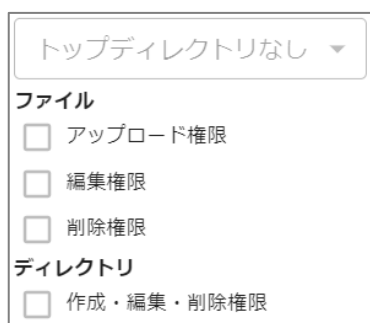 トップディレクトリなし
ファイル
アップロード権限
編集権限
削除権限
ディレクトリ
作成・編集・削除権限